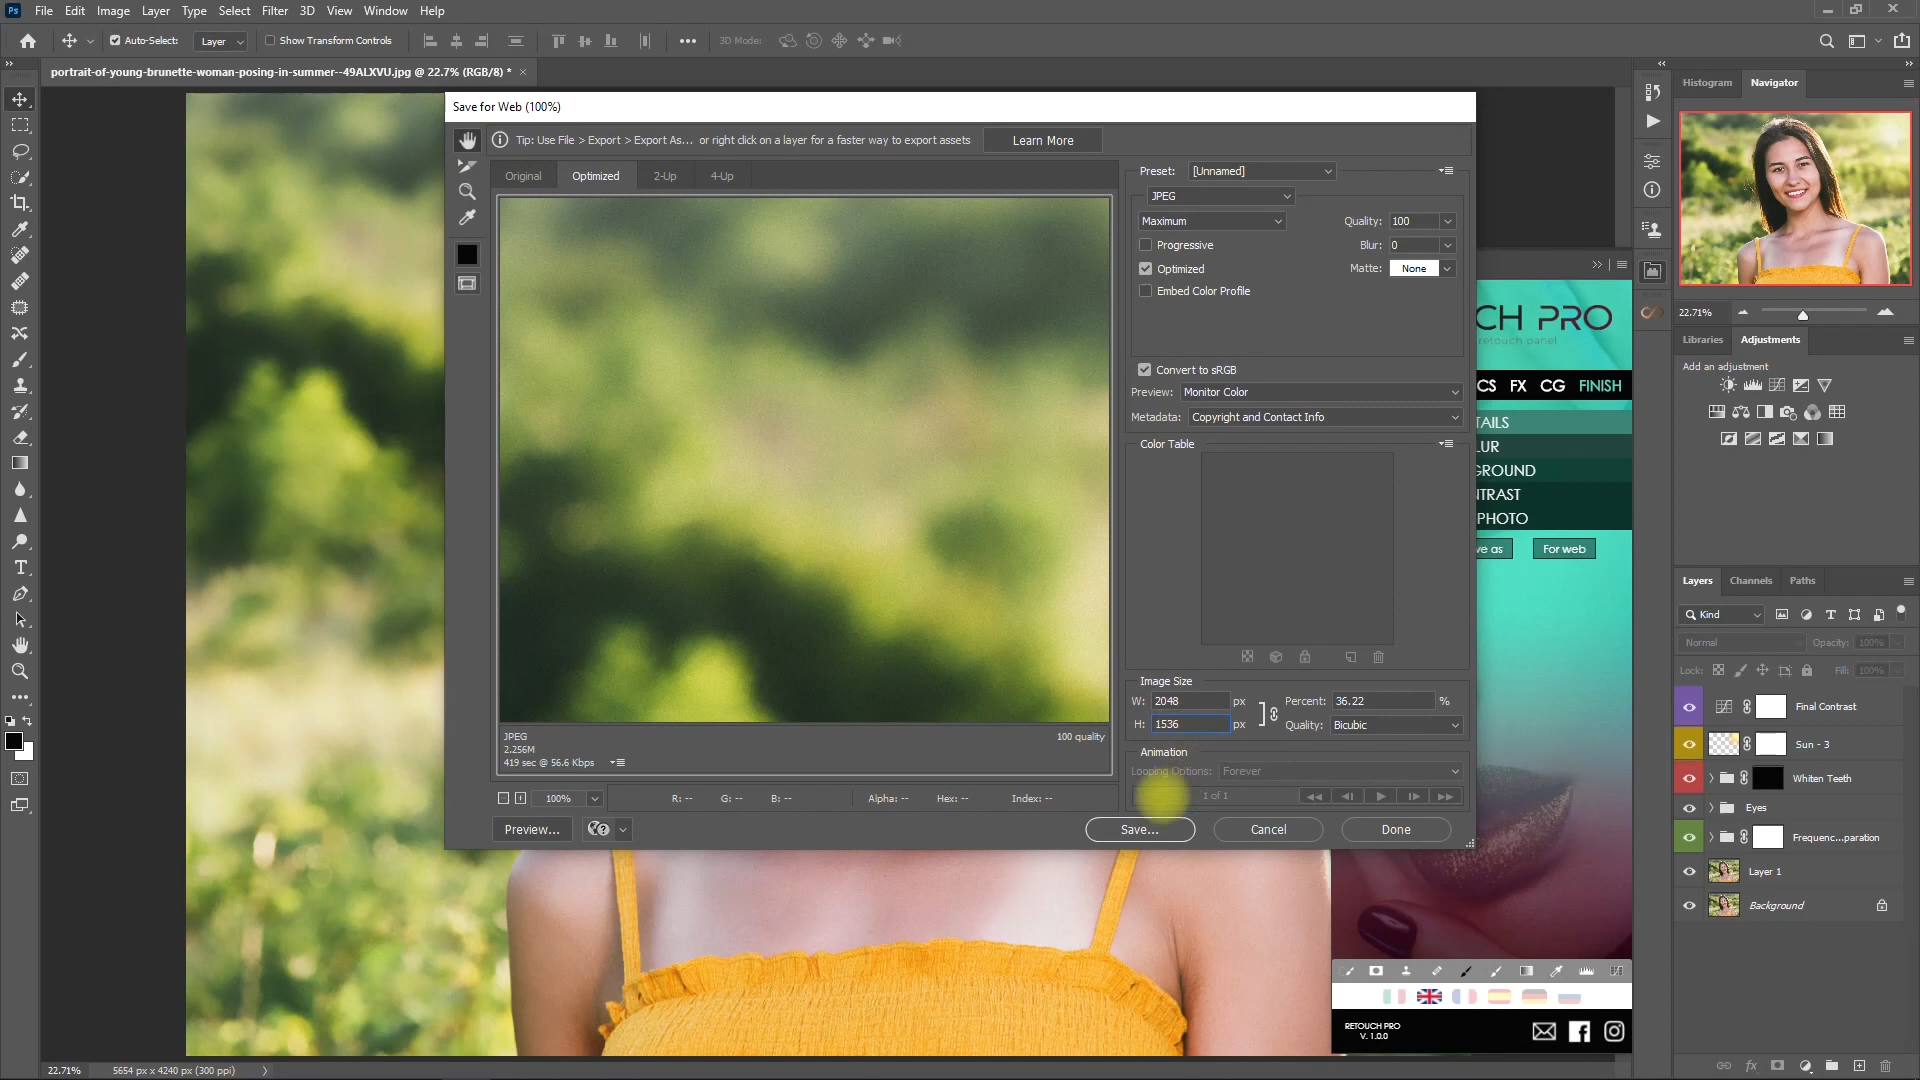 Ps File Edit Image Layer Type Select Filter 3D View Window Help
Auto-Select: Layer Show Transform Controls 3D Mode:
portrait-of-young-brunette-woman-posing-in-summer--49ALXVU.jpg @ 22.7% (RGB/8) *
Histogram Navigator
Save for Web (100%)
Tip: Use File > Export > Export As... or right click on a layer for a faster way to export assets
Learn More
Original Optimized 2-Up 4-Up
Preset: [Unnamed]
JPEG
Maximum Quality: 100
Progressive Blur: 0
Optimized Matte: None
Embed Color Profile
Convert to sRGB
Preview: Monitor Color
Metadata: Copyright and Contact Info
Color Table
Image Size
W: 2048 px Percent: 36.22 %
H: 1536 px Quality: Bicubic
JPEG
2.256M
419 sec @ 56.6 Kbps
100 quality
Animation
Looping Options: Forever
1 of 1
100% R: -- G: -- B: -- Alpha: -- Hex: -- Index: --
Preview... Save... Cancel Done
CH PRO
retouch panel
CS FX CG FINISH
TAILS
LUR
GROUND
NTRAST
PHOTO
ve as For web
RETOUCH PRO
V. 1.0.0
22.71%
Libraries Adjustments
Add an adjustment
Layers Channels Paths
Kind
Normal Opacity: 100%
Lock: Fill: 100%
Final Contrast
Sun - 3
Whiten Teeth
Eyes
Frequenc...paration
Layer 1
Background
22.71% 5654 px x 4240 px (300 ppi)